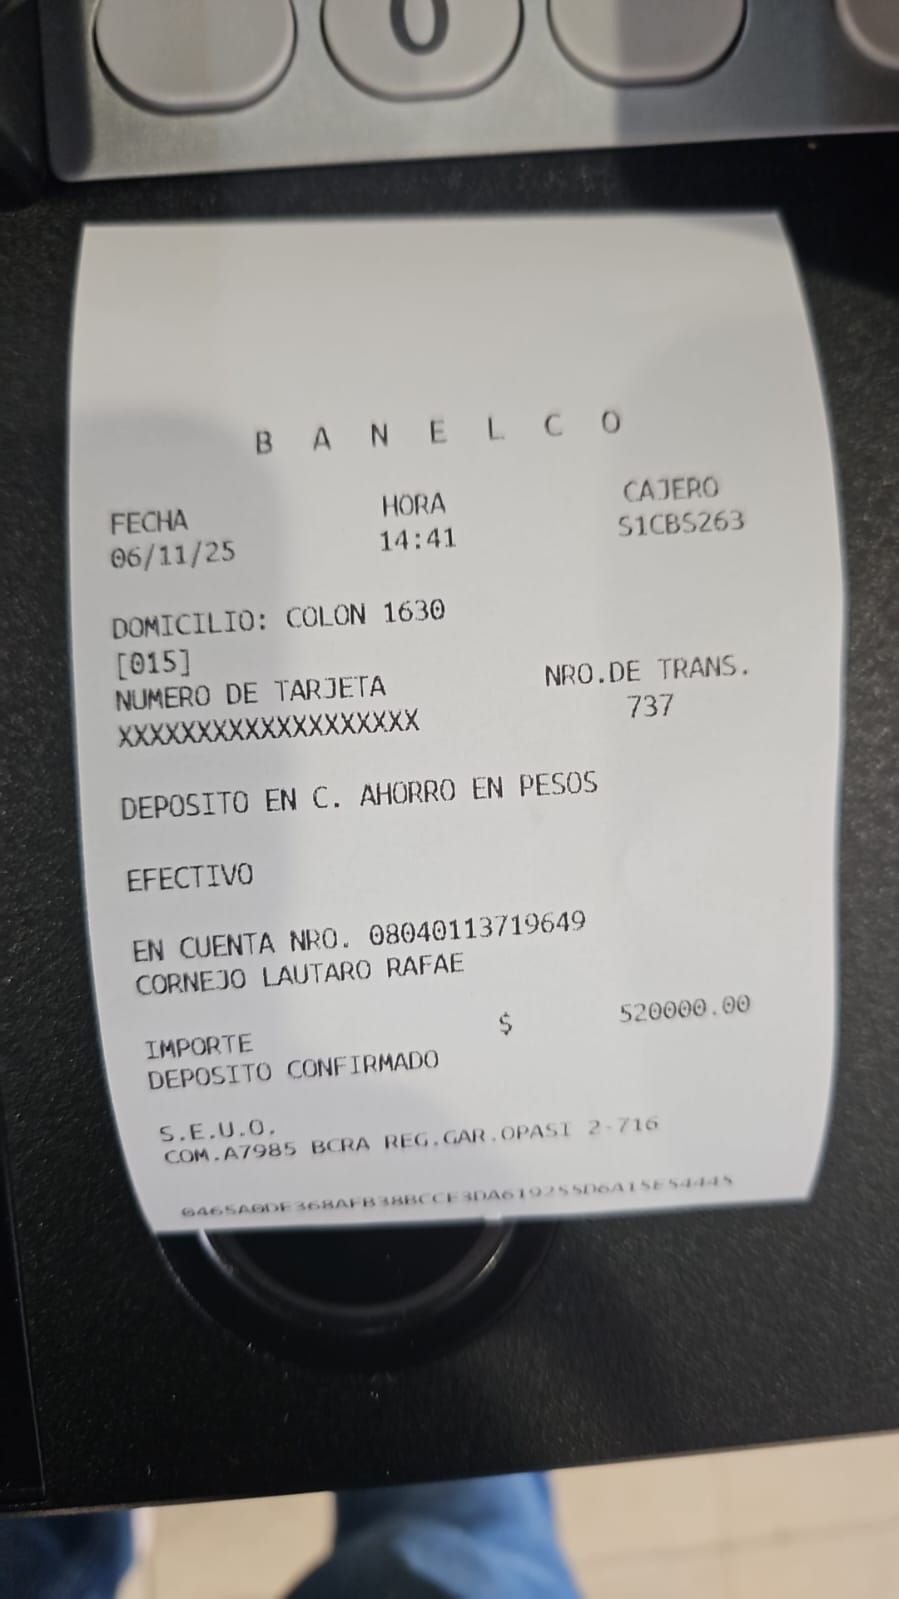 0
B A N E L C O
FECHA HORA CAJERO
06/11/25 14:41 S1CBS263
DOMICILIO: COLON 1630
[015]
NUMERO DE TARJETA NRO.DE TRANS.
XXXXXXXXXXXXXXXXXXX 737
DEPOSITO EN C. AHORRO EN PESOS
EFECTIVO
EN CUENTA NRO. 08040113719649
CORNEJO LAUTARO RAFAE
IMPORTE $ 520000.00
DEPOSITO CONFIRMADO
S.E.U.O.
COM.A7985 BCRA REG.GAR.OPASI 2-716